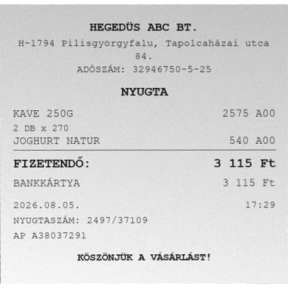 HEGEDÜS ABC BT.
H-1794 Pilisgyörgyfalu, Tapolcaházai utca
84.
ADÓSZÁM: 32946750-5-25
NYUGTA
KAVE 250G 2575 A00
2 DB x 270
JOGHURT NATUR 540 A00
FIZETENDŐ: 3 115 Ft
BANKKÁRTYA 3 115 Ft
2026.08.05. 17:29
NYUGTASZÁM: 2497/37109
AP A38037291
KÖSZÖNJÜK A VÁSÁRLÁST!